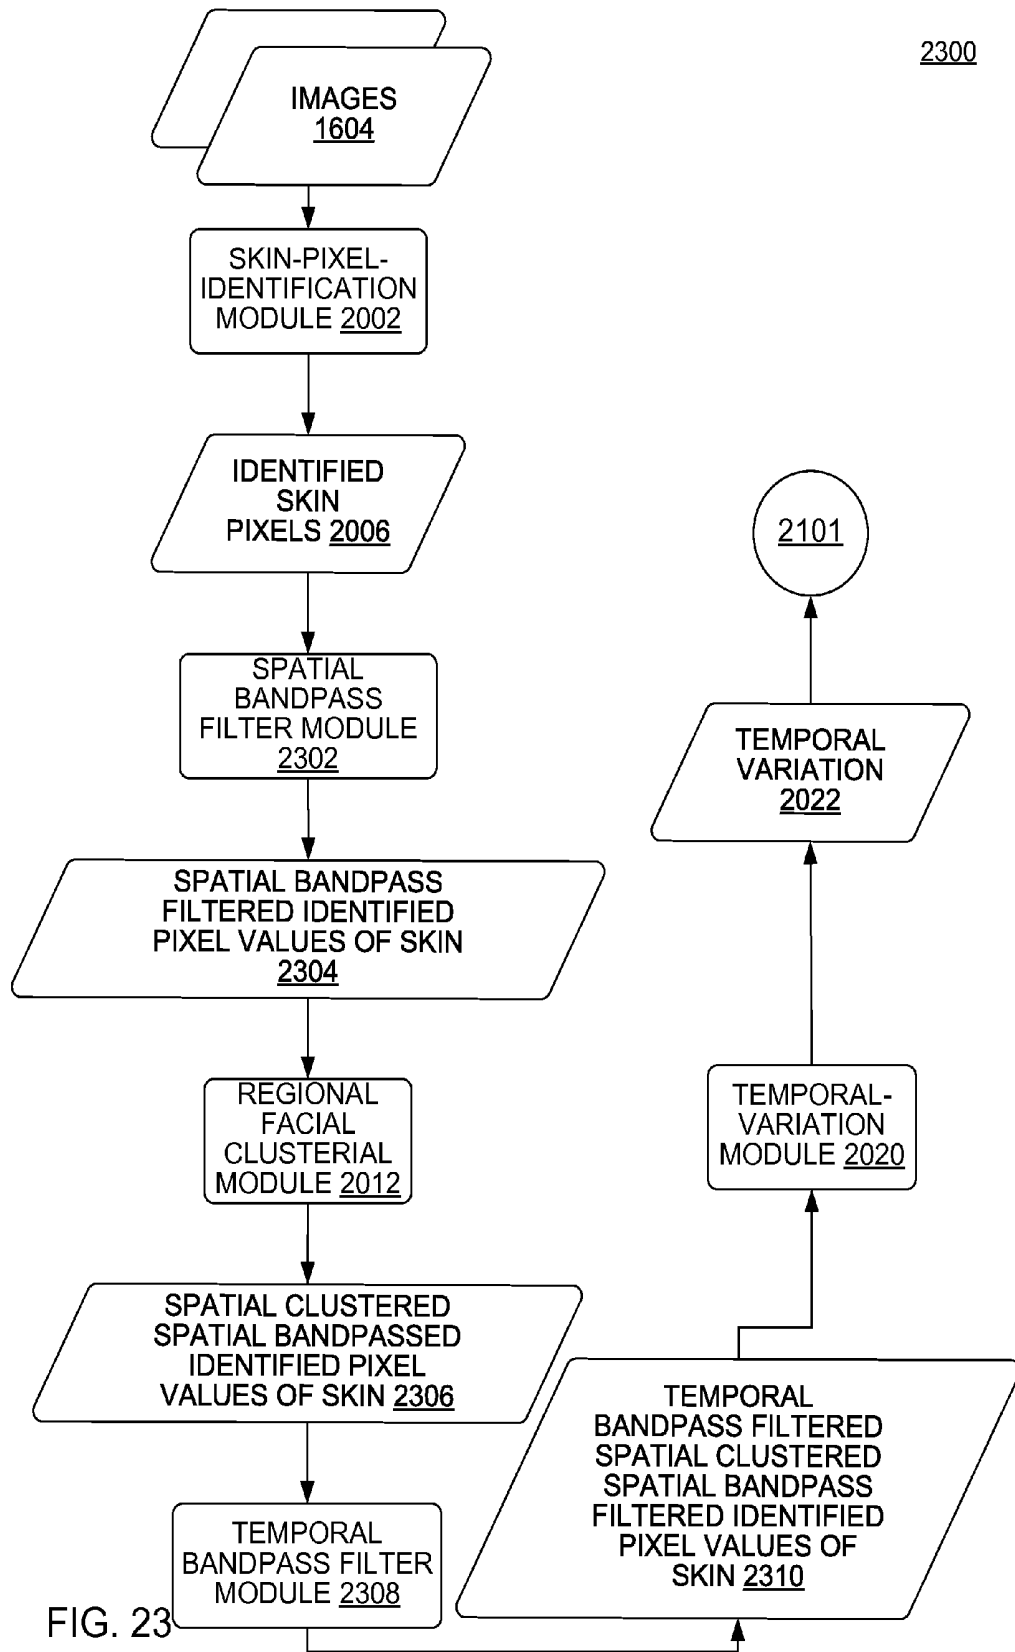 2300
IMAGES
1604
SKIN-PIXEL-
IDENTIFICATION
MODULE 2002
IDENTIFIED
SKIN
PIXELS 2006
SPATIAL
BANDPASS
FILTER MODULE
2302
SPATIAL BANDPASS
FILTERED IDENTIFIED
PIXEL VALUES OF SKIN
2304
REGIONAL
FACIAL
CLUSTERIAL
MODULE 2012
SPATIAL CLUSTERED
SPATIAL BANDPASSED
IDENTIFIED PIXEL
VALUES OF SKIN 2306
TEMPORAL
BANDPASS FILTER
MODULE 2308
TEMPORAL
BANDPASS FILTERED
SPATIAL CLUSTERED
SPATIAL BANDPASS
FILTERED IDENTIFIED
PIXEL VALUES OF
SKIN 2310
TEMPORAL-
VARIATION
MODULE 2020
TEMPORAL
VARIATION
2022
2101
FIG. 23